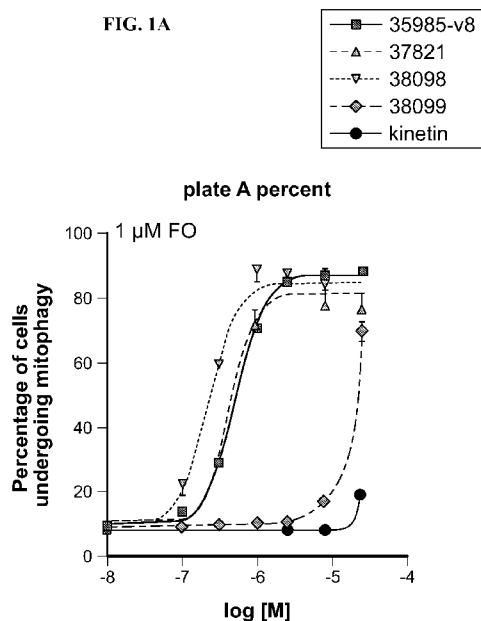 FIG. 1A
35985-v8
37821
38098
38099
kinetin
plate A percent
1 µM FO
Percentage of cells
undergoing mitophagy
100
80
60
40
20
0
-8
-7
-6
-5
-4
log [M]